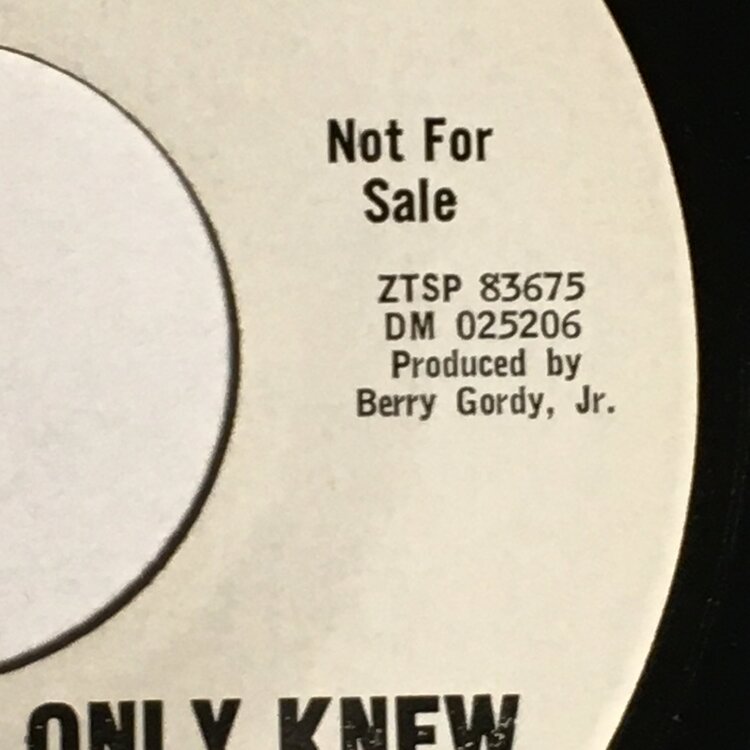 Not For
Sale
ZTSP 83675
DM 025206
Produced by
Berry Gordy, Jr.
ONLY KNEW